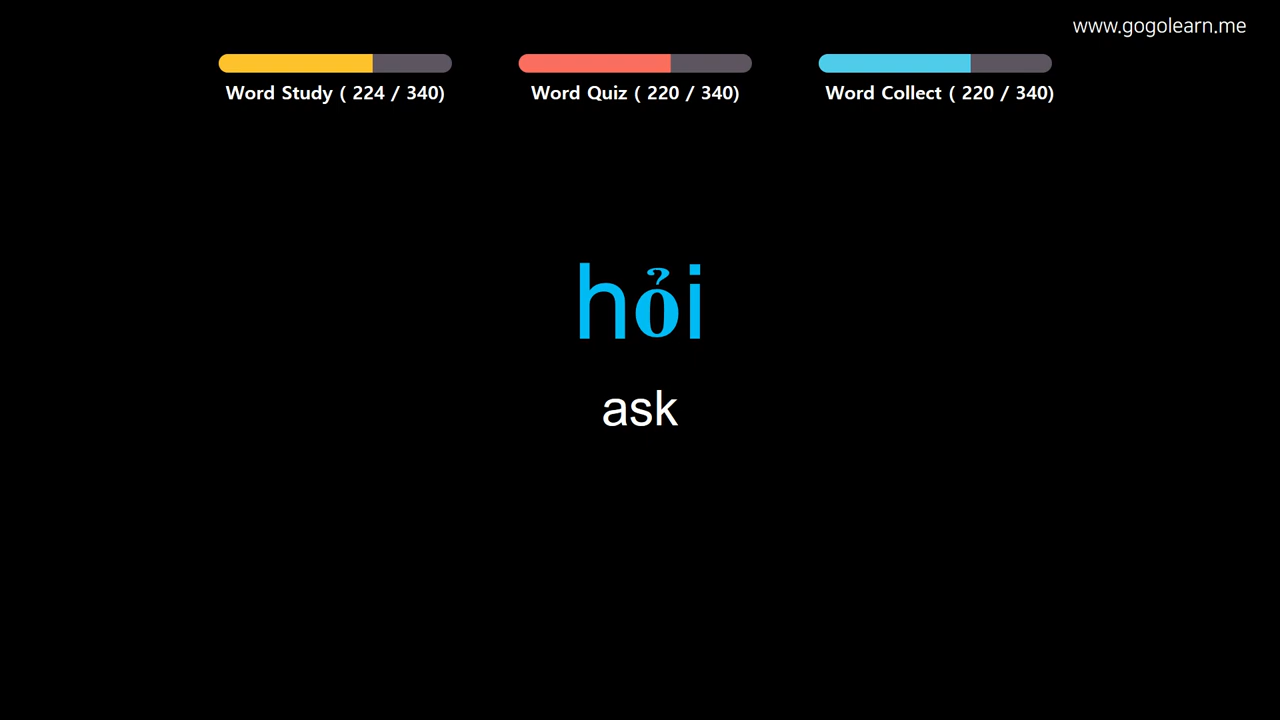 www.gogolearn.me
Word Study ( 224 / 340)
Word Quiz ( 220 / 340)
Word Collect ( 220 / 340)
hỏi
ask